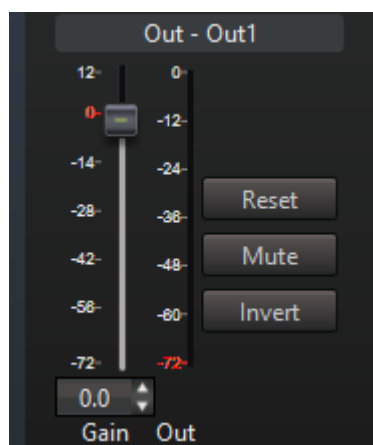 Out - Out1
12 0
0 -12
-14 -24
-28 -36
Reset
-42 -48
Mute
-56 -60
Invert
-72 -72
0.0
Gain Out